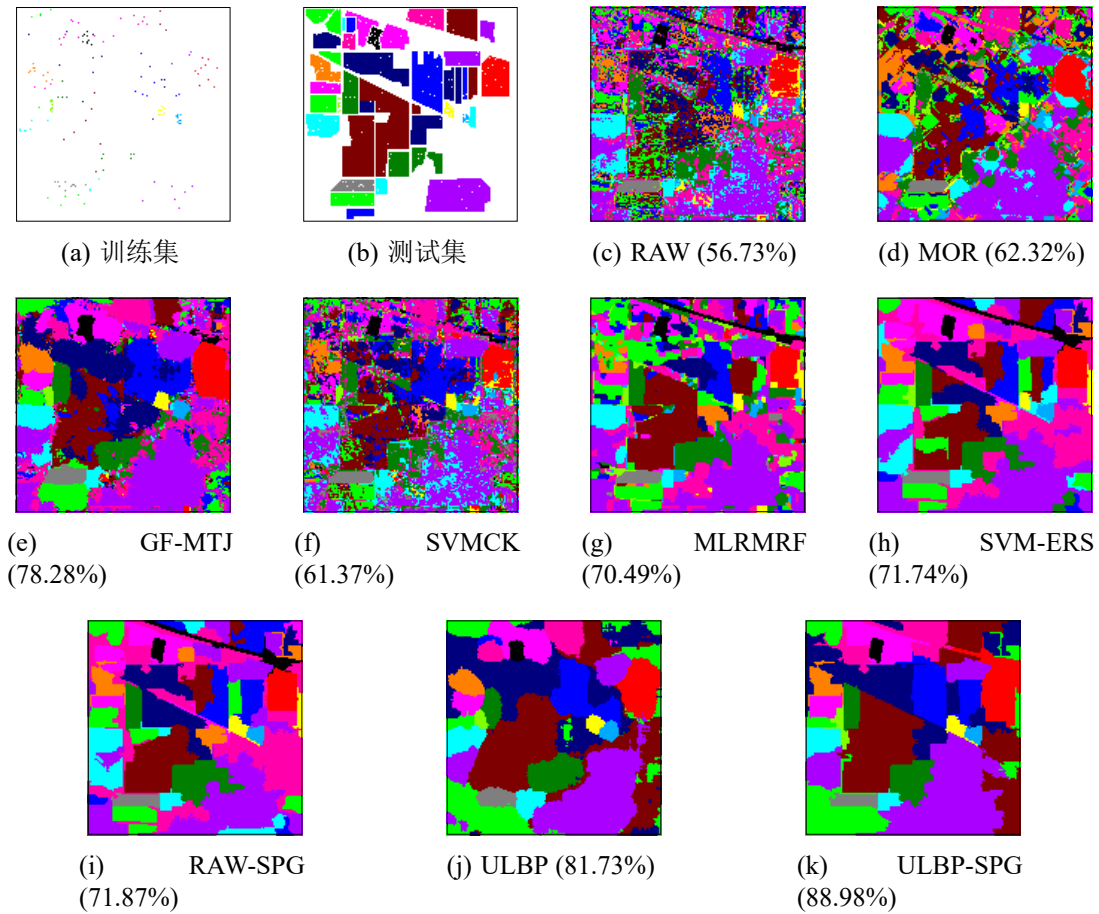 (a) 训练集
(b) 测试集
(c) RAW (56.73%)
(d) MOR (62.32%)
(e) GF-MTJ
(78.28%)
(f) SVMCK
(61.37%)
(g) MLRMRF
(70.49%)
(h) SVM-ERS
(71.74%)
(i) RAW-SPG
(71.87%)
(j) ULBP (81.73%)
(k) ULBP-SPG
(88.98%)